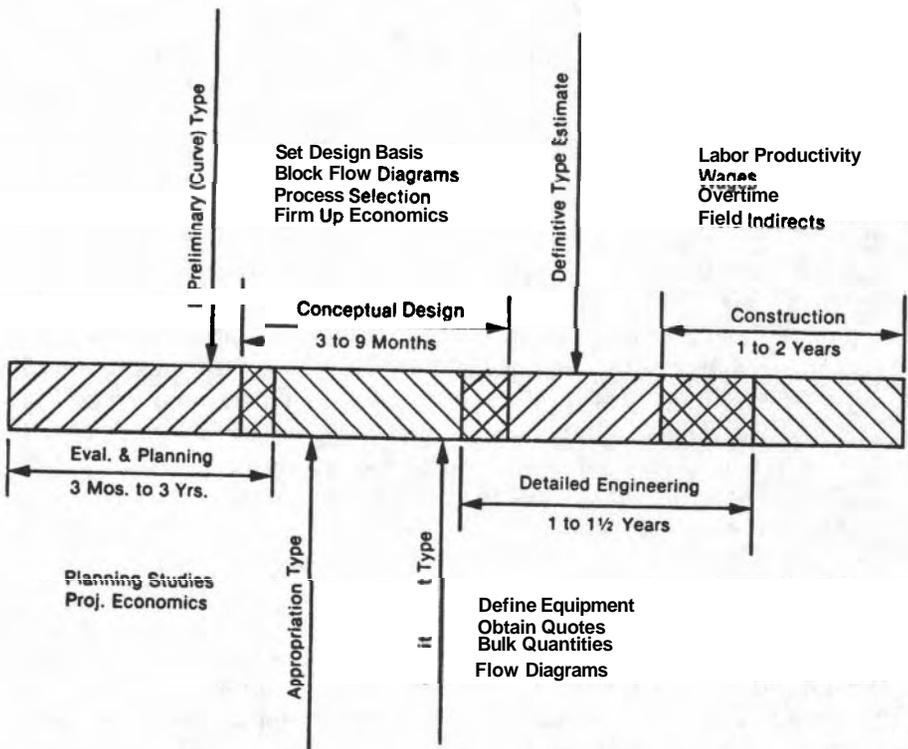 Preliminary (Curve) Type
Set Design Basis
Block Flow Diagrams
Process Selection
Firm Up Economics
Definitive Type Estimate
Labor Productivity
Wages
Overtime
Field Indirects
Conceptual Design
3 to 9 Months
Construction
1 to 2 Years
Eval. & Planning
3 Mos. to 3 Yrs.
Detailed Engineering
1 to 1½ Years
Planning Studies
Proj. Economics
Appropriation Type
it t Type
Define Equipment
Obtain Quotes
Bulk Quantities
Flow Diagrams